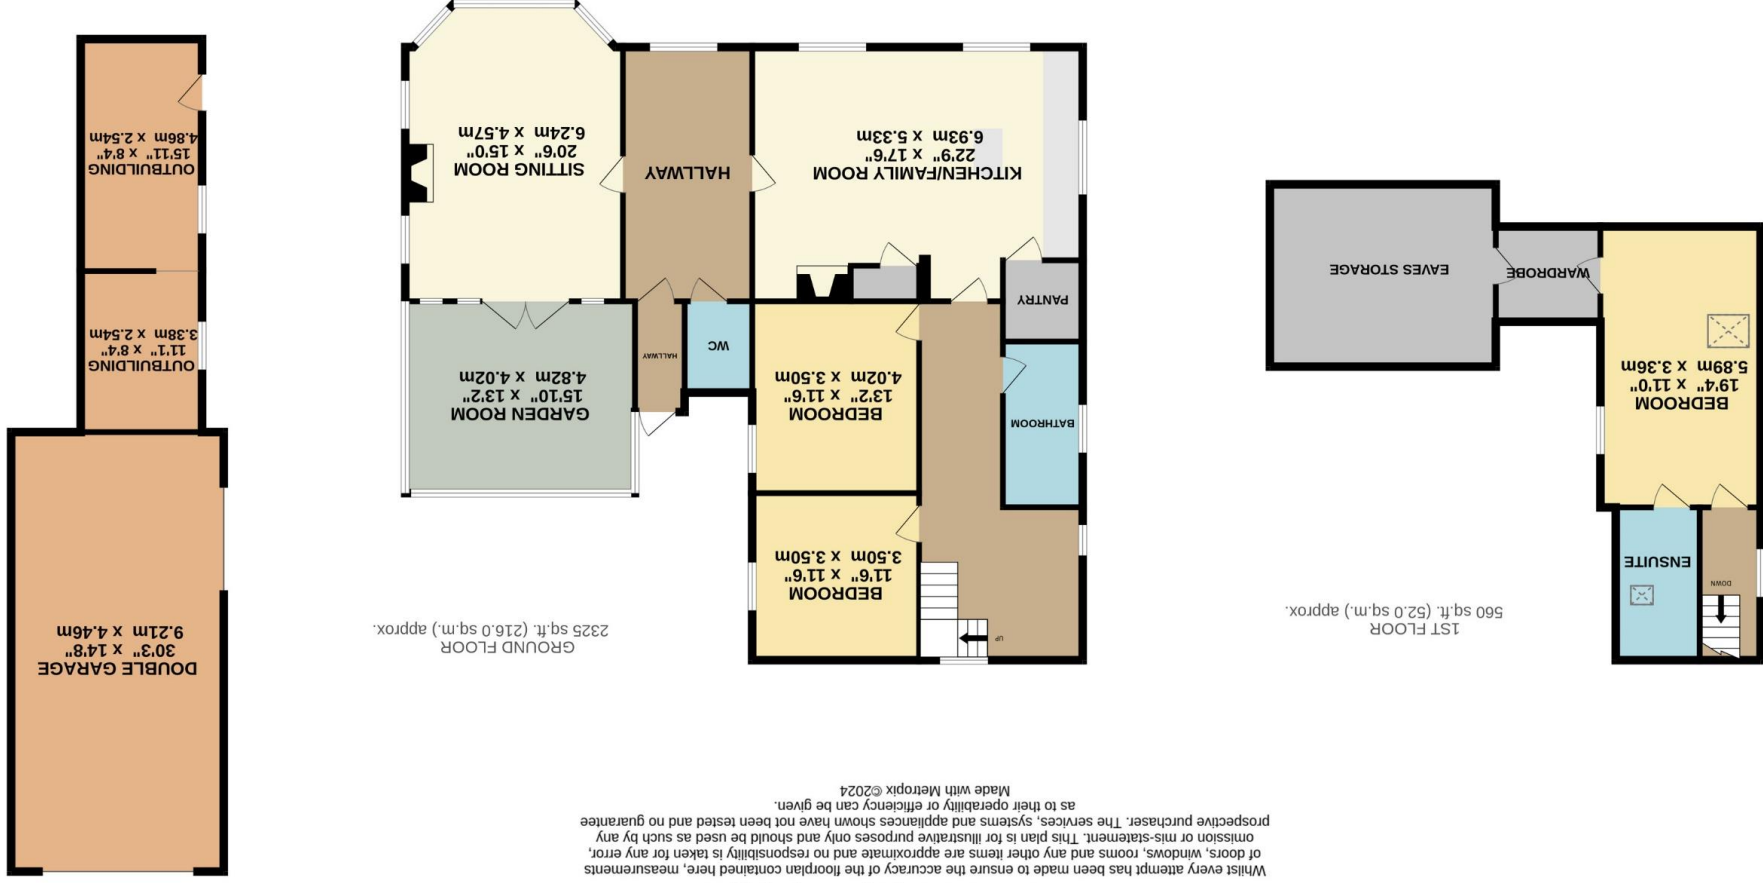 Whilst every attempt has been made to ensure the accuracy of the floorplan contained here, measurements
of doors, windows, rooms and any other items are approximate and no responsibility is taken for any error,
omission or mis-statement. This plan is for illustrative purposes only and should be used as such by any
prospective purchaser. The services, systems and appliances shown have not been tested and no guarantee
as to their operability or efficiency can be given.
Made with Metropix ©2024
1ST FLOOR
560 sq.ft. (52.0 sq.m.) approx.
DOWN
ENSUITE
BEDROOM
19'4" x 11'0"
5.89m x 3.36m
WARDROBE
EAVES STORAGE
GROUND FLOOR
2325 sq.ft. (216.0 sq.m.) approx.
UP
BEDROOM
11'6" x 11'6"
3.50m x 3.50m
BATHROOM
BEDROOM
13'2" x 11'6"
4.02m x 3.50m
GARDEN ROOM
15'10" x 13'2"
4.82m x 4.02m
HALLWAY
WC
PANTRY
KITCHEN/FAMILY ROOM
22'9" x 17'6"
6.93m x 5.33m
HALLWAY
SITTING ROOM
20'6" x 15'0"
6.24m x 4.57m
DOUBLE GARAGE
30'3" x 14'8"
9.21m x 4.46m
OUTBUILDING
11'1" x 8'4"
3.38m x 2.54m
OUTBUILDING
15'11" x 8'4"
4.86m x 2.54m